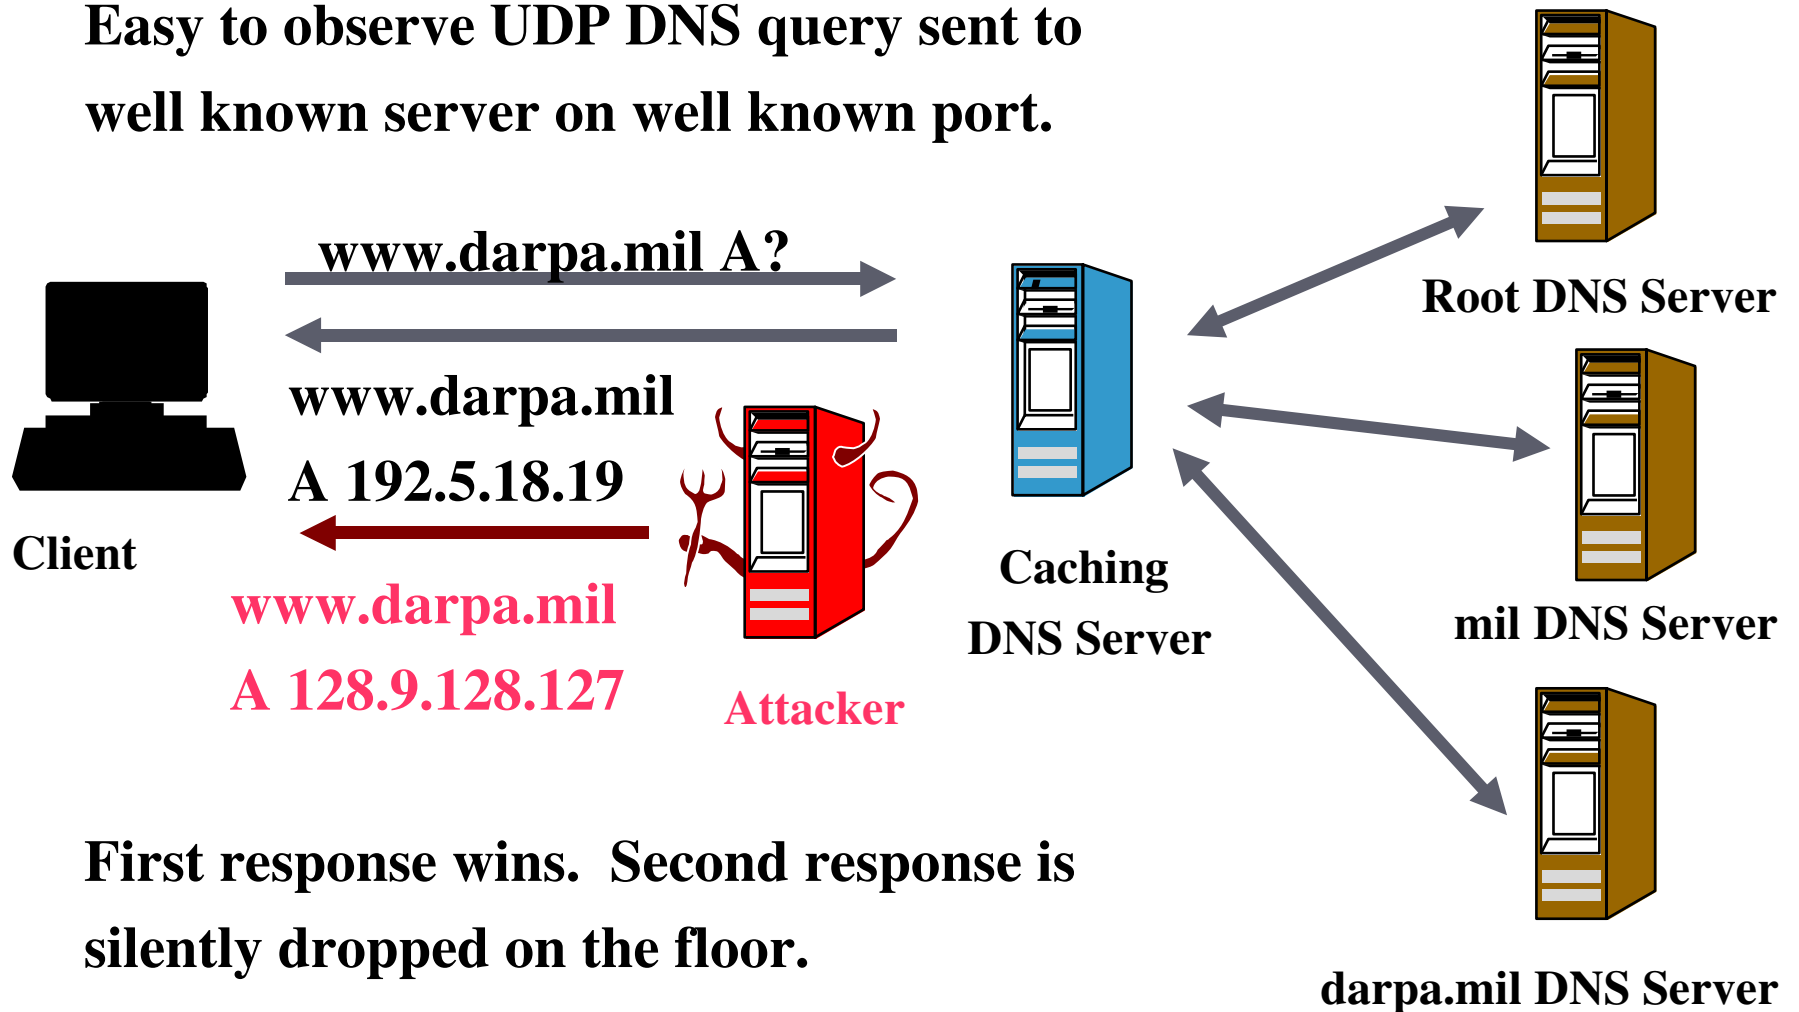 Easy to observe UDP DNS query sent to
well known server on well known port.
www.darpa.mil A?
Root DNS Server
www.darpa.mil
A 192.5.18.19
Client
Caching
DNS Server
mil DNS Server
www.darpa.mil
A 128.9.128.127
Attacker
First response wins.  Second response is
silently dropped on the floor.
darpa.mil DNS Server